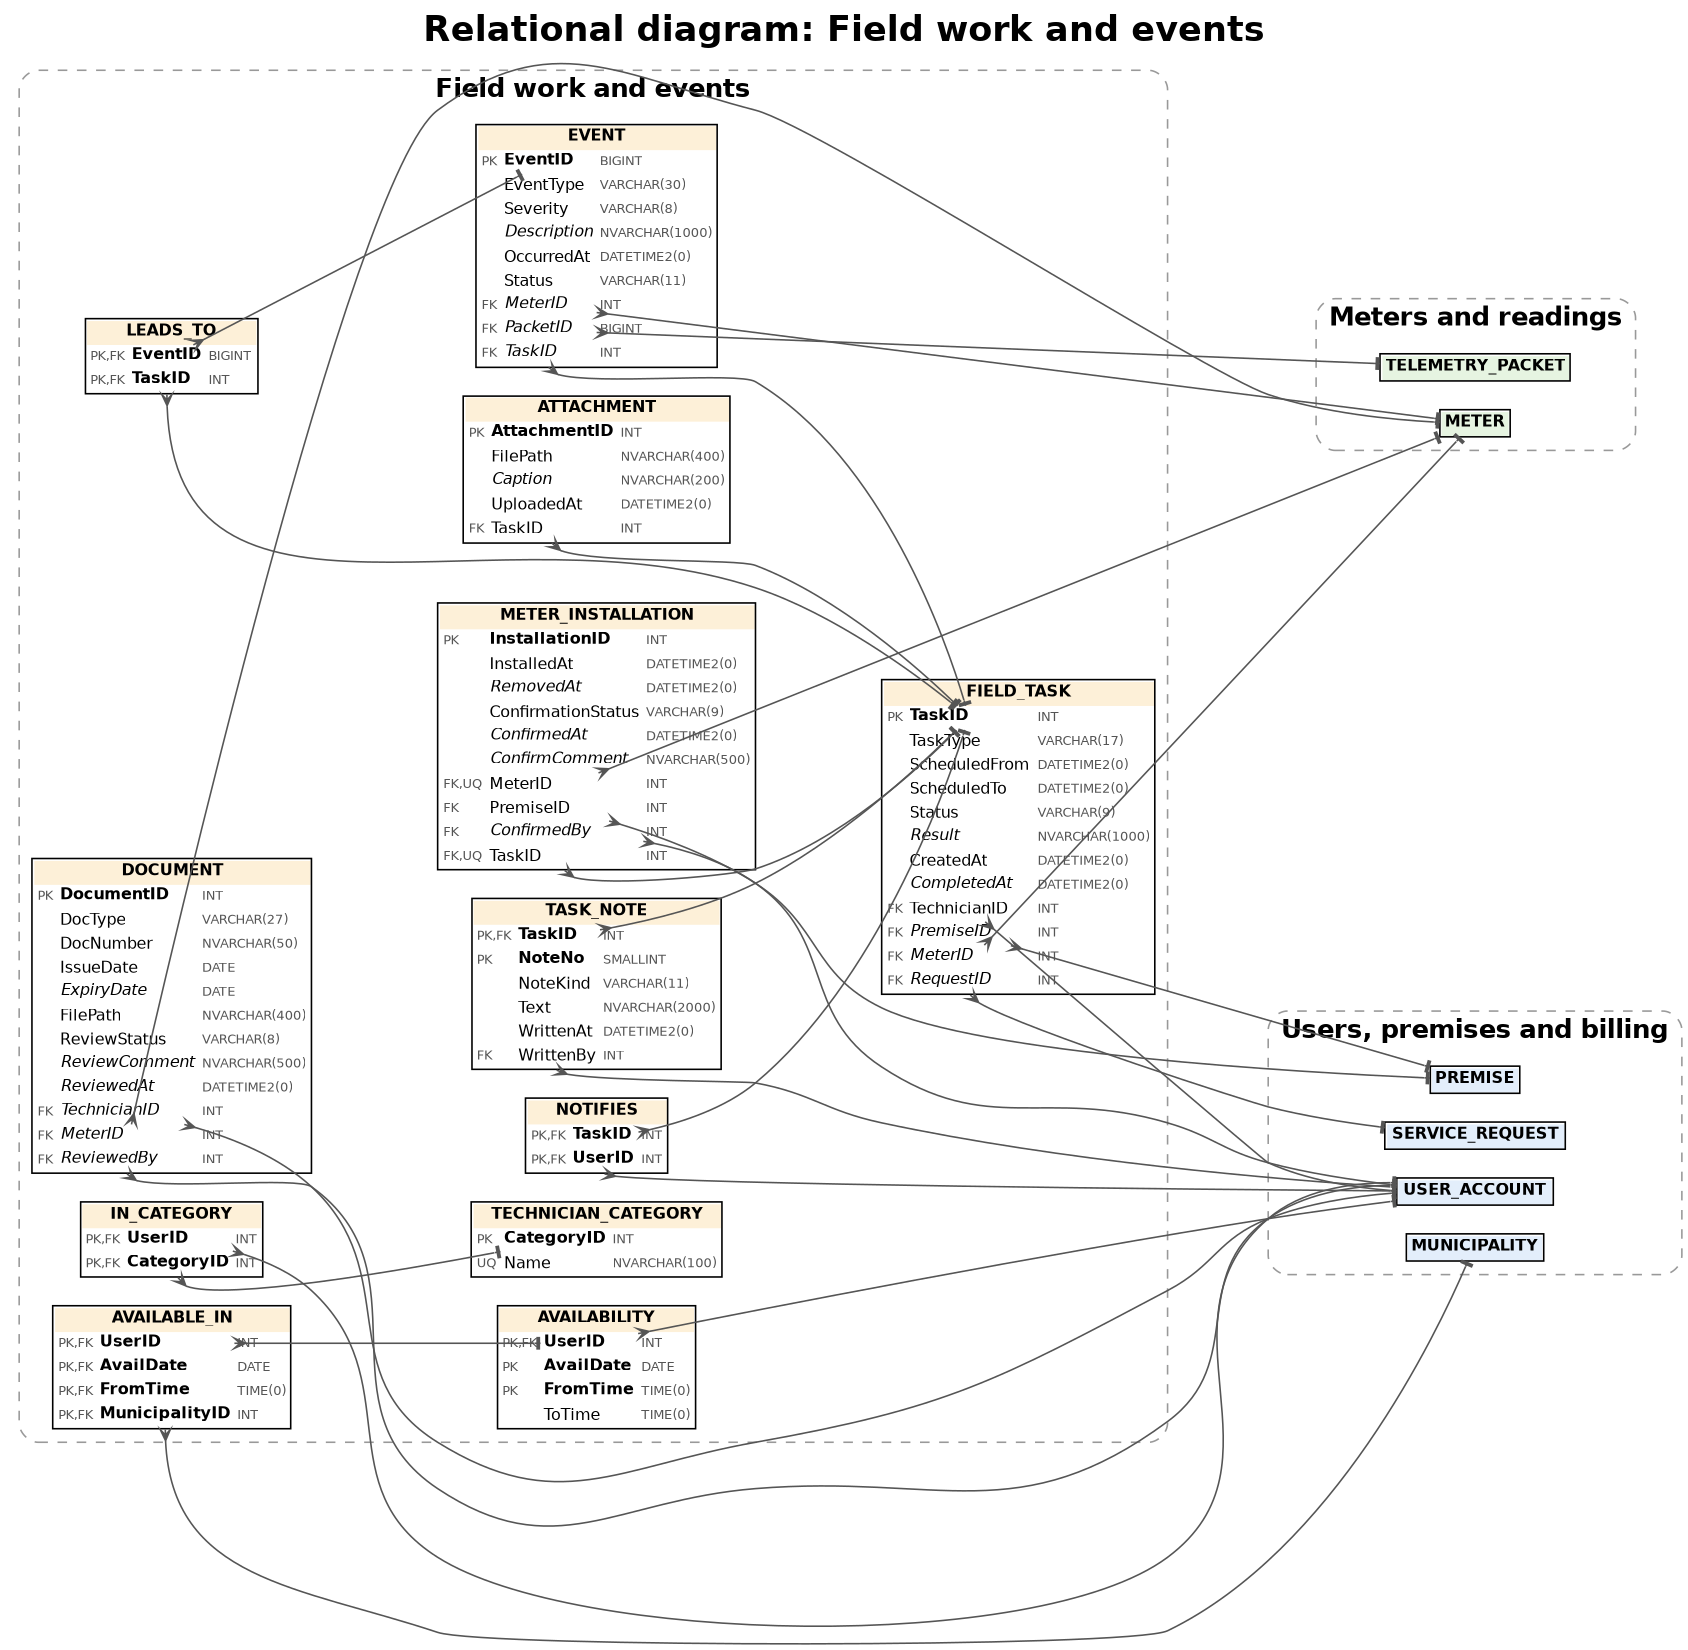 Relational diagram: Field work and events
Field work and events
EVENT
PK EventID BIGINT
EventType VARCHAR(30)
Severity VARCHAR(8)
Description NVARCHAR(1000)
OccurredAt DATETIME2(0)
Status VARCHAR(11)
FK MeterID INT
FK PacketID BIGINT
FK TaskID INT
LEADS_TO
PK,FK EventID BIGINT
PK,FK TaskID INT
ATTACHMENT
PK AttachmentID INT
FilePath NVARCHAR(400)
Caption NVARCHAR(200)
UploadedAt DATETIME2(0)
FK TaskID INT
METER_INSTALLATION
PK InstallationID INT
InstalledAt DATETIME2(0)
RemovedAt DATETIME2(0)
ConfirmationStatus VARCHAR(9)
ConfirmedAt DATETIME2(0)
ConfirmComment NVARCHAR(500)
FK,UQ MeterID INT
FK PremiseID INT
FK ConfirmedBy INT
FK,UQ TaskID INT
FIELD_TASK
PK TaskID INT
TaskType VARCHAR(17)
ScheduledFrom DATETIME2(0)
ScheduledTo DATETIME2(0)
Status VARCHAR(9)
Result NVARCHAR(1000)
CreatedAt DATETIME2(0)
CompletedAt DATETIME2(0)
FK TechnicianID INT
FK PremiseID INT
FK MeterID INT
FK RequestID INT
DOCUMENT
PK DocumentID INT
DocType VARCHAR(27)
DocNumber NVARCHAR(50)
IssueDate DATE
ExpiryDate DATE
FilePath NVARCHAR(400)
ReviewStatus VARCHAR(8)
ReviewComment NVARCHAR(500)
ReviewedAt DATETIME2(0)
FK TechnicianID INT
FK MeterID INT
FK ReviewedBy INT
TASK_NOTE
PK,FK TaskID INT
PK NoteNo SMALLINT
NoteKind VARCHAR(11)
Text NVARCHAR(2000)
WrittenAt DATETIME2(0)
FK WrittenBy INT
NOTIFIES
PK,FK TaskID INT
PK,FK UserID INT
IN_CATEGORY
PK,FK UserID INT
PK,FK CategoryID INT
TECHNICIAN_CATEGORY
PK CategoryID INT
UQ Name NVARCHAR(100)
AVAILABLE_IN
PK,FK UserID INT
PK,FK AvailDate DATE
PK,FK FromTime TIME(0)
PK,FK MunicipalityID INT
AVAILABILITY
PK,FK UserID INT
PK AvailDate DATE
PK FromTime TIME(0)
ToTime TIME(0)
Meters and readings
TELEMETRY_PACKET
METER
Users, premises and billing
PREMISE
SERVICE_REQUEST
USER_ACCOUNT
MUNICIPALITY